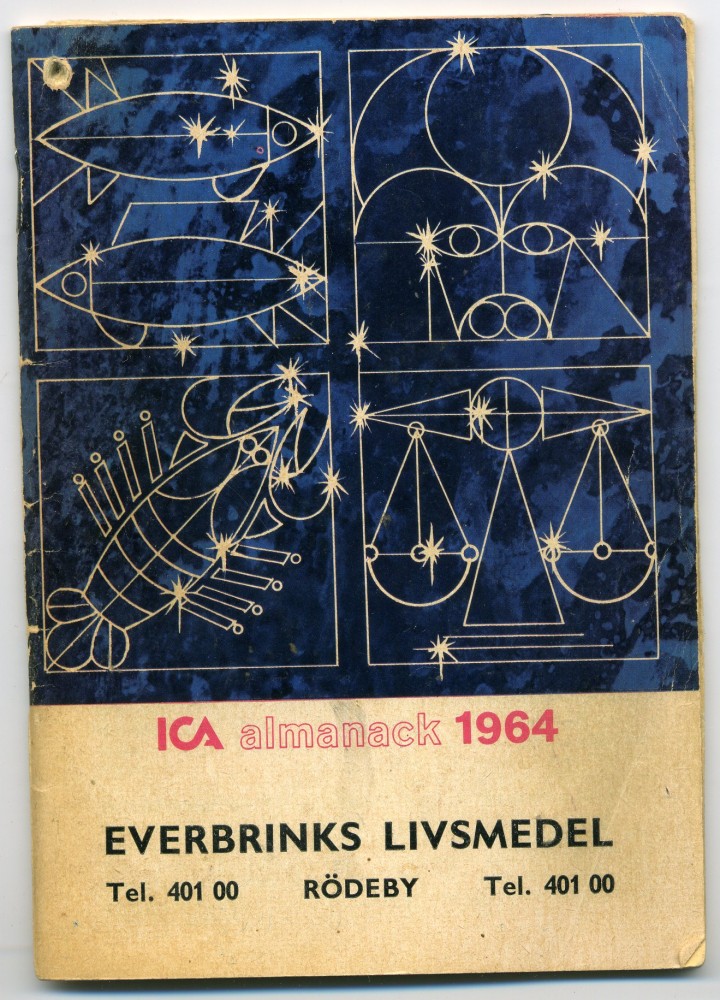 ICA almanack 1964
EVERBRINKS LIVSMEDEL
Tel. 401 00 RÖDEBY Tel. 401 00